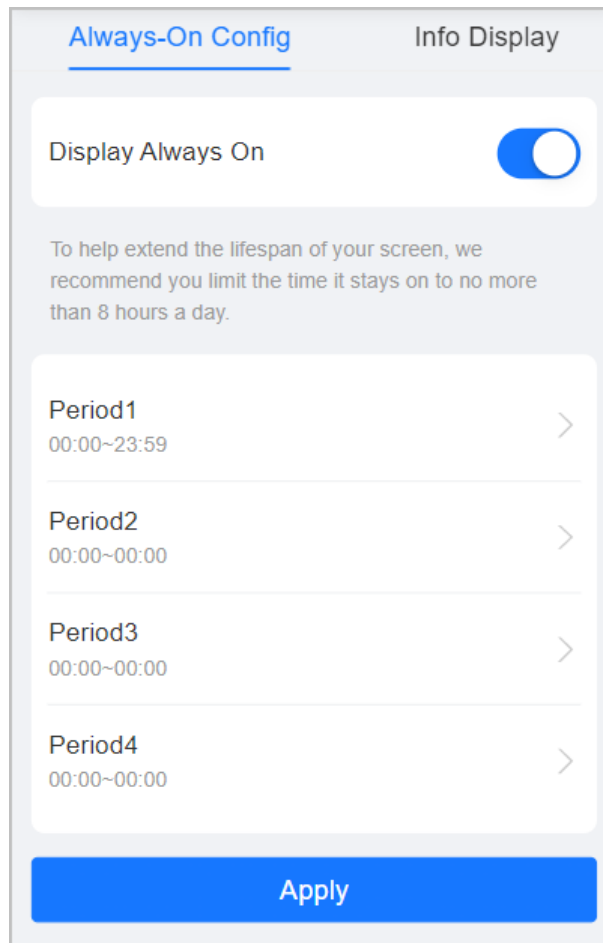 Always-On Config Info Display
Display Always On
To help extend the lifespan of your screen, we
recommend you limit the time it stays on to no more
than 8 hours a day.
Period1
00:00~23:59
Period2
00:00~00:00
Period3
00:00~00:00
Period4
00:00~00:00
Apply